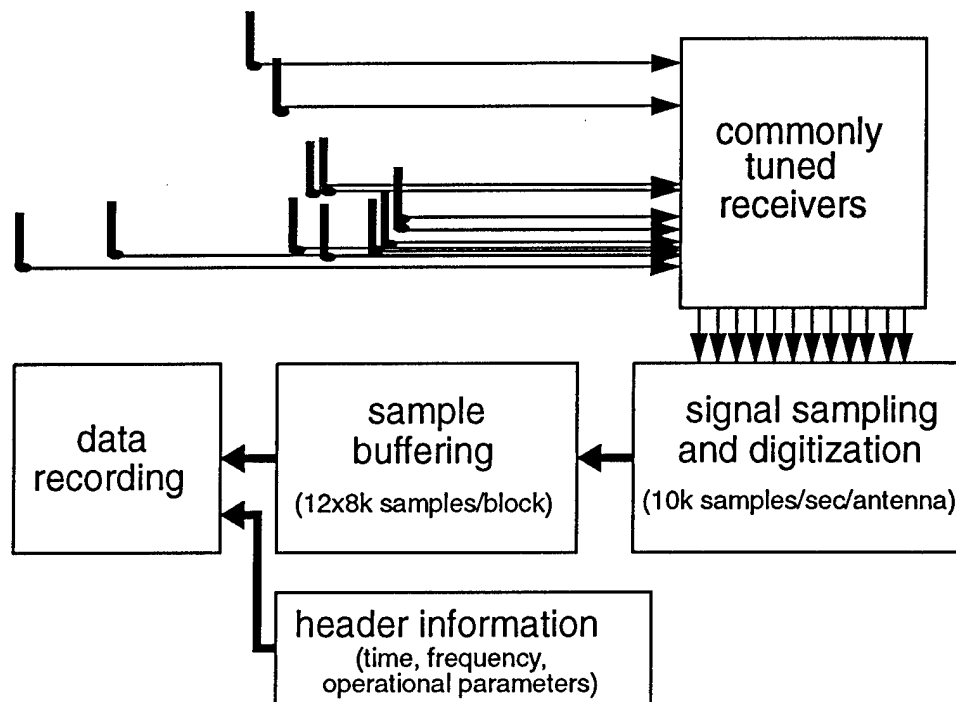 commonly
tuned
receivers
data
recording
sample
buffering
(12x8k samples/block)
signal sampling
and digitization
(10k samples/sec/antenna)
header information
(time, frequency,
operational parameters)